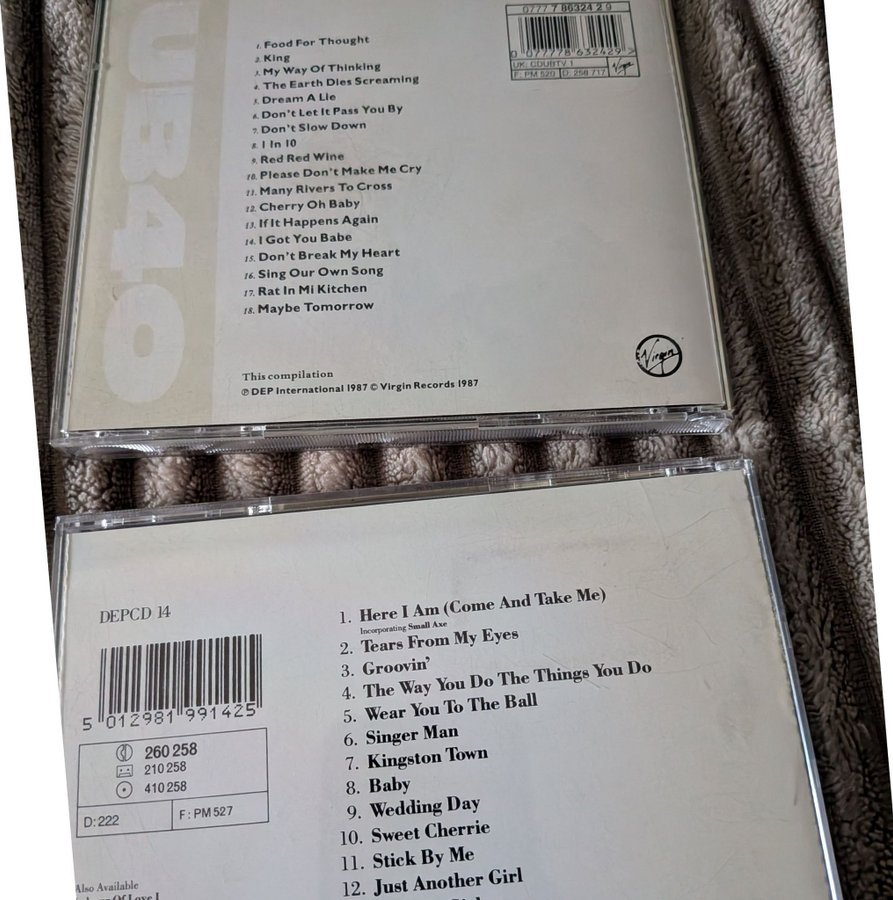 UB40
1. Food For Thought
2. King
3. My Way Of Thinking
4. The Earth Dies Screaming
5. Dream A Lie
6. Don't Let It Pass You By
7. Don't Slow Down
8. 1 In 10
9. Red Red Wine
10. Please Don't Make Me Cry
11. Many Rivers To Cross
12. Cherry Oh Baby
13. If It Happens Again
14. I Got You Babe
15. Don't Break My Heart
16. Sing Our Own Song
17. Rat In Mi Kitchen
18. Maybe Tomorrow
This compilation
℗ DEP International 1987 © Virgin Records 1987
0777 7 86324 2 9
0 077778 632429 >
UK: CDUBTV 1
F: PM 520 D: 258 717
Virgin
Virgin
DEPCD 14
5 012981 991425
260 258
210 258
410 258
D: 222 F: PM 527
Also Available
of Love I
1. Here I Am (Come And Take Me)
Incorporating Small Axe
2. Tears From My Eyes
3. Groovin'
4. The Way You Do The Things You Do
5. Wear You To The Ball
6. Singer Man
7. Kingston Town
8. Baby
9. Wedding Day
10. Sweet Cherrie
11. Stick By Me
12. Just Another Girl